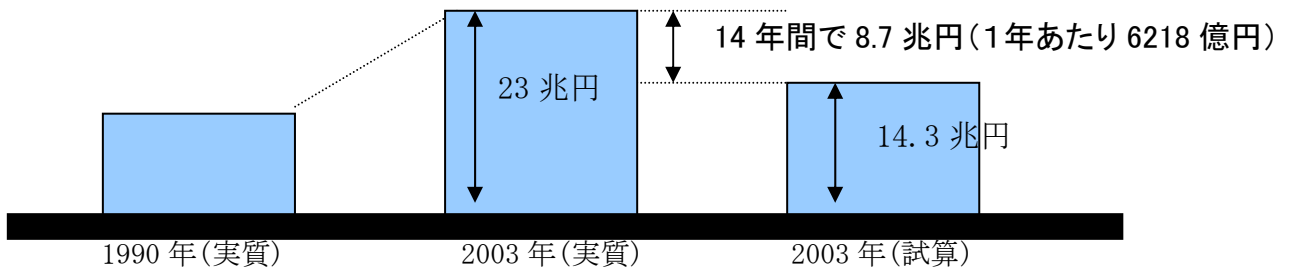 14 年間で 8.7 兆円（１年あたり 6218 億円）
23 兆円
14.3 兆円
1990 年(実質)
2003 年(実質)
2003 年(試算)